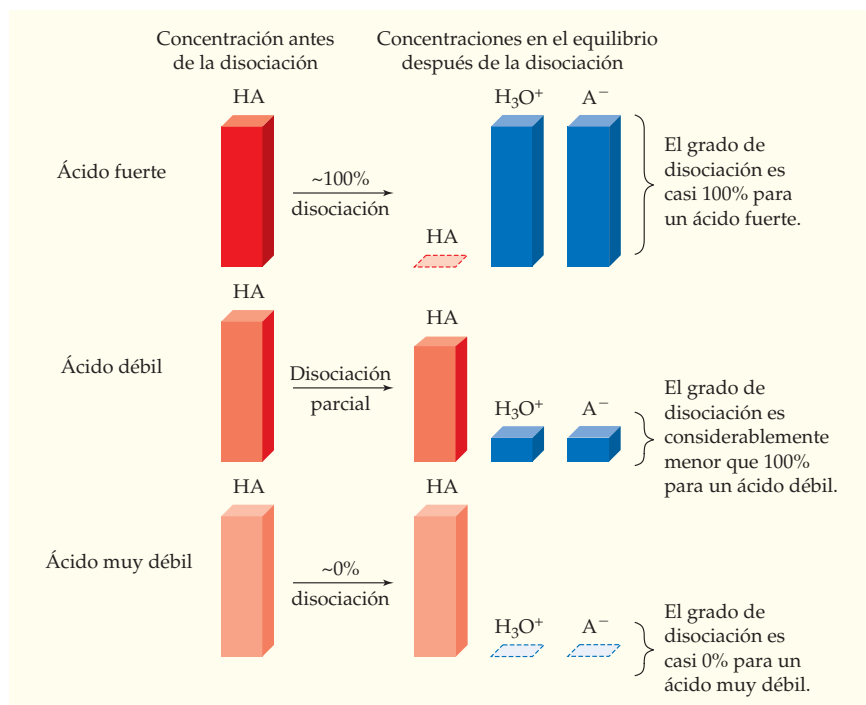 Concentración antes
de la disociación
Concentraciones en el equilibrio
después de la disociación
HA
H₃O⁺
A⁻
Ácido fuerte
~100%
disociación
HA
El grado de
disociación es
casi 100% para
un ácido fuerte.
HA
HA
Ácido débil
Disociación
parcial
H₃O⁺
A⁻
El grado de
disociación es
considerablemente
menor que 100%
para un ácido débil.
HA
HA
Ácido muy débil
~0%
disociación
H₃O⁺
A⁻
El grado de
disociación es
casi 0% para un
ácido muy débil.